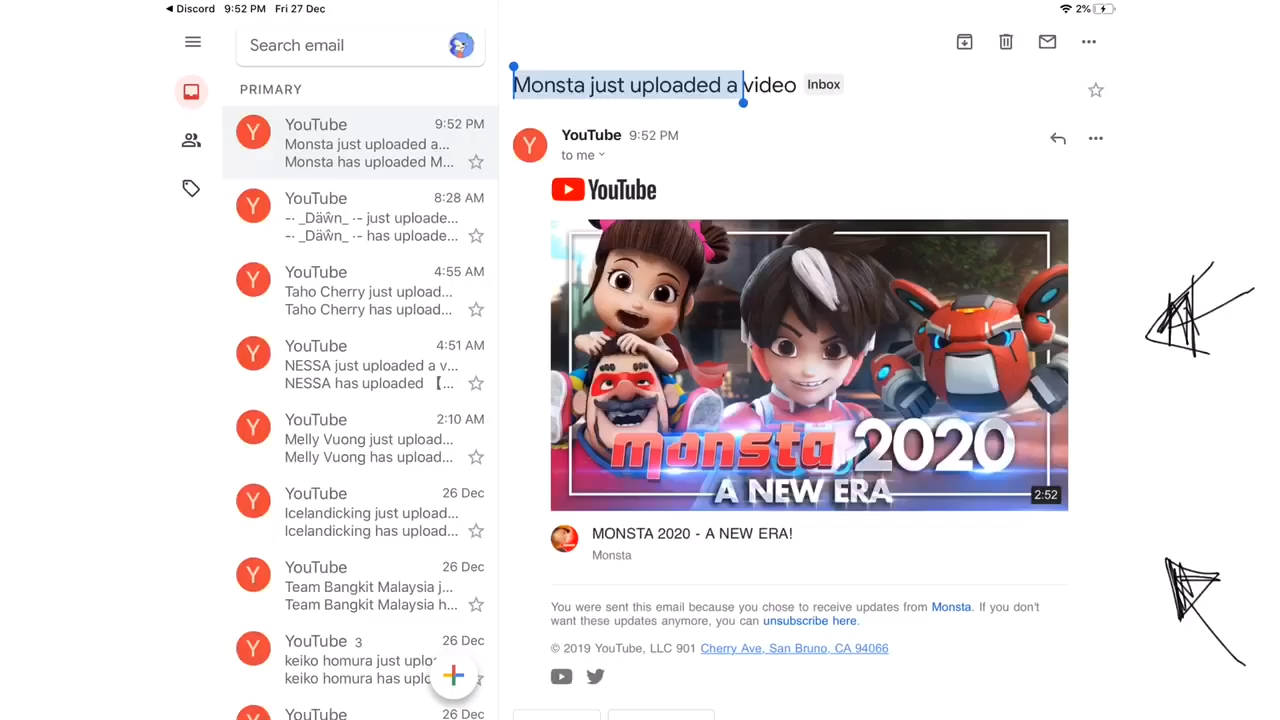 Discord 9:52 PM Fri 27 Dec
2%
Search email
PRIMARY
YouTube 9:52 PM
Monsta just uploaded a...
Monsta has uploaded M...
YouTube 8:28 AM
-· _Däŵn_ ·- just uploade...
-· _Däŵn_ ·- has uploade...
YouTube 4:55 AM
Taho Cherry just upload...
Taho Cherry has upload...
YouTube 4:51 AM
NESSA just uploaded a v...
NESSA has uploaded 【...
YouTube 2:10 AM
Melly Vuong just upload...
Melly Vuong has upload...
YouTube 26 Dec
Icelandicking just upload...
Icelandicking has upload...
YouTube 26 Dec
Team Bangkit Malaysia j...
Team Bangkit Malaysia h...
YouTube 3 26 Dec
keiko homura just uplo
keiko homura has uplo
YouTube 26 Dec
Monsta just uploaded a video Inbox
Y
YouTube 9:52 PM
to me
YouTube
monsta 2020
A NEW ERA
2:52
MONSTA 2020 - A NEW ERA!
Monsta
You were sent this email because you chose to receive updates from Monsta. If you don't
want these updates anymore, you can unsubscribe here.
© 2019 YouTube, LLC 901 Cherry Ave, San Bruno, CA 94066